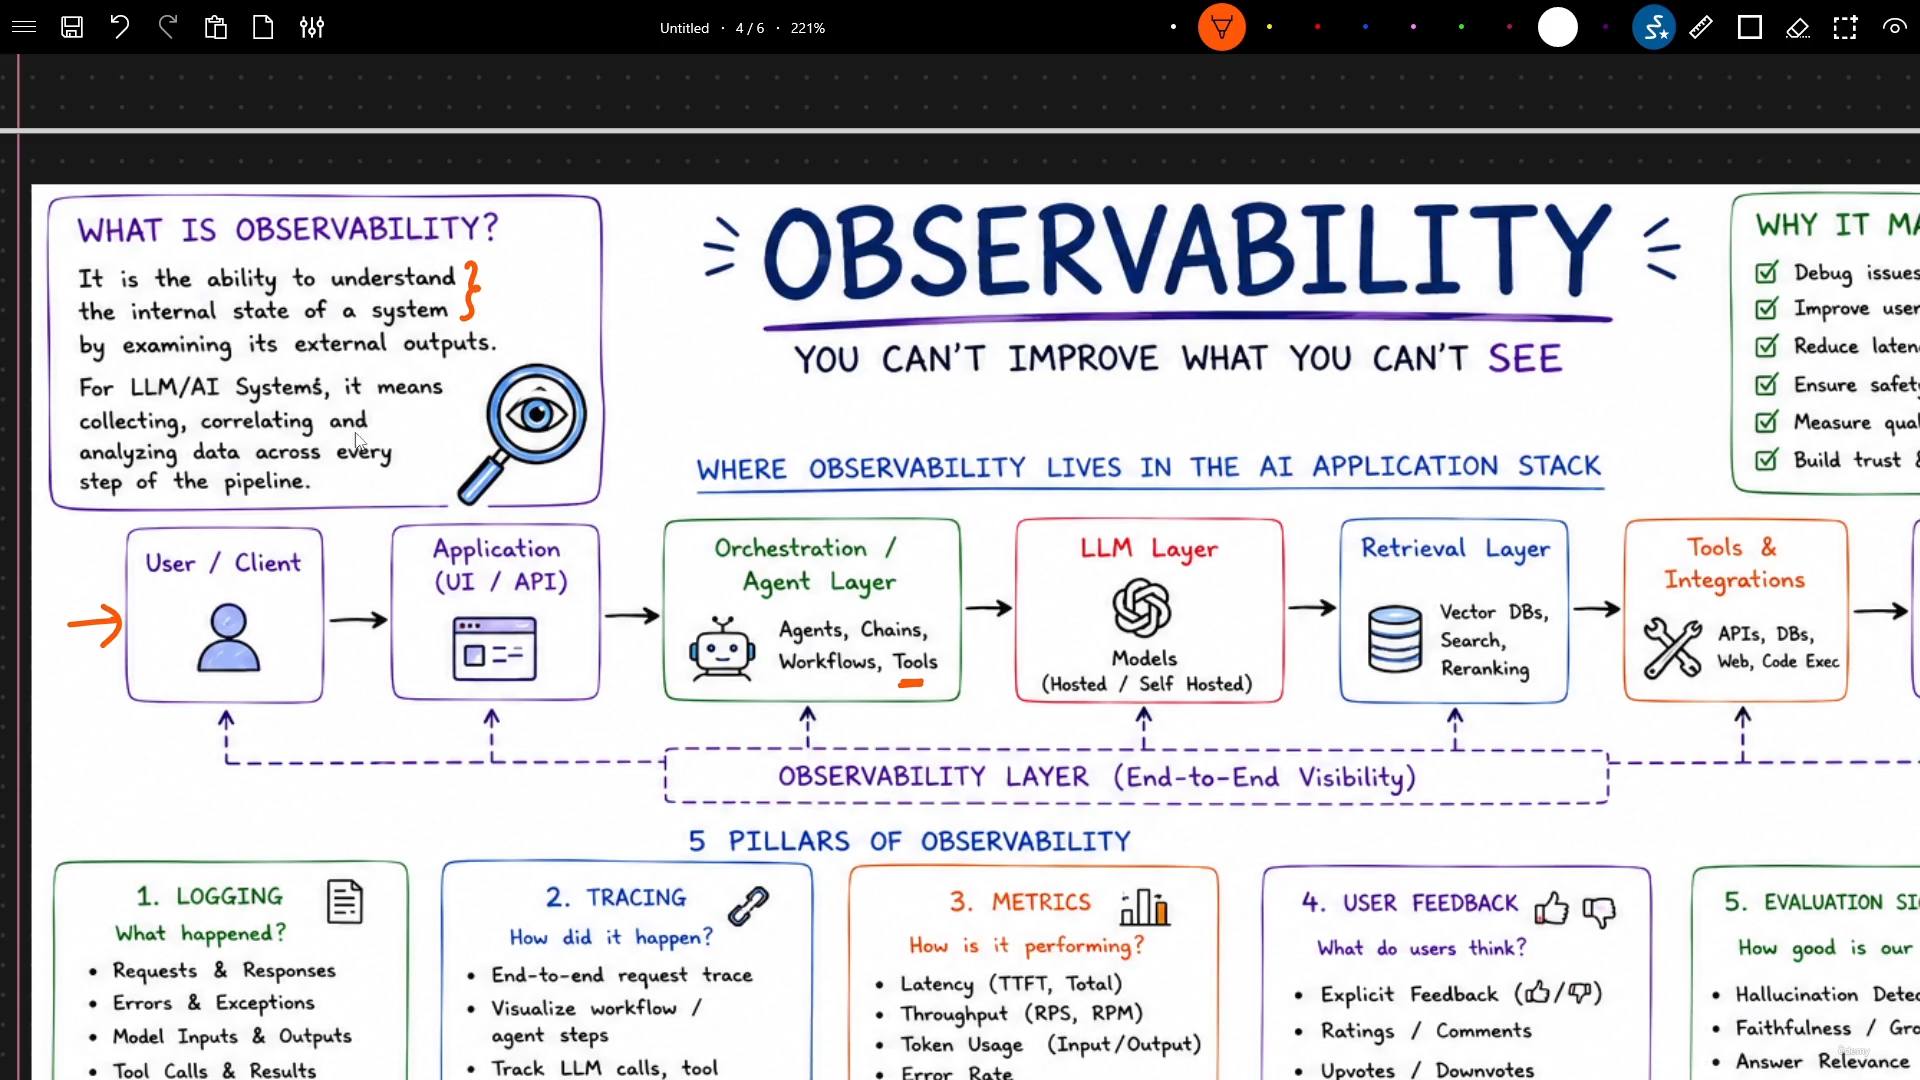 Untitled · 4 / 6 · 221%
WHAT IS OBSERVABILITY?
It is the ability to understand
the internal state of a system
by examining its external outputs.
For LLM/AI Systems, it means
collecting, correlating and
analyzing data across every
step of the pipeline.
OBSERVABILITY
YOU CAN'T IMPROVE WHAT YOU CAN'T SEE
WHY IT
Debug issues
Improve user
Reduce
Ensure safety
Measure
Build trust &
WHERE OBSERVABILITY LIVES IN THE AI APPLICATION STACK
User / Client
Application
(UI / API)
Orchestration /
Agent Layer
Agents, Chains,
Workflows, Tools
LLM Layer
Models
(Hosted / Self Hosted)
Retrieval Layer
Vector DBs,
Search,
Reranking
Tools &
Integrations
APIs, DBs,
Web, Code Exec
OBSERVABILITY LAYER (End-to-End Visibility)
5 PILLARS OF OBSERVABILITY
1. LOGGING
What happened?
• Requests & Responses
• Errors & Exceptions
• Model Inputs & Outputs
• Tool Calls & Results
2. TRACING
How did it happen?
• End-to-end request trace
• Visualize workflow /
agent steps
• Track LLM calls, tool
3. METRICS
How is it performing?
• Latency (TTFT, Total)
• Throughput (RPS, RPM)
• Token Usage (Input/Output)
• Error Rate
4. USER FEEDBACK
What do users think?
• Explicit Feedback (👍/👎)
• Ratings / Comments
• Upvotes / Downvotes
5. EVALUATION
How good is our
• Hallucination
• Faithfulness /
• Answer Relevance
udemy